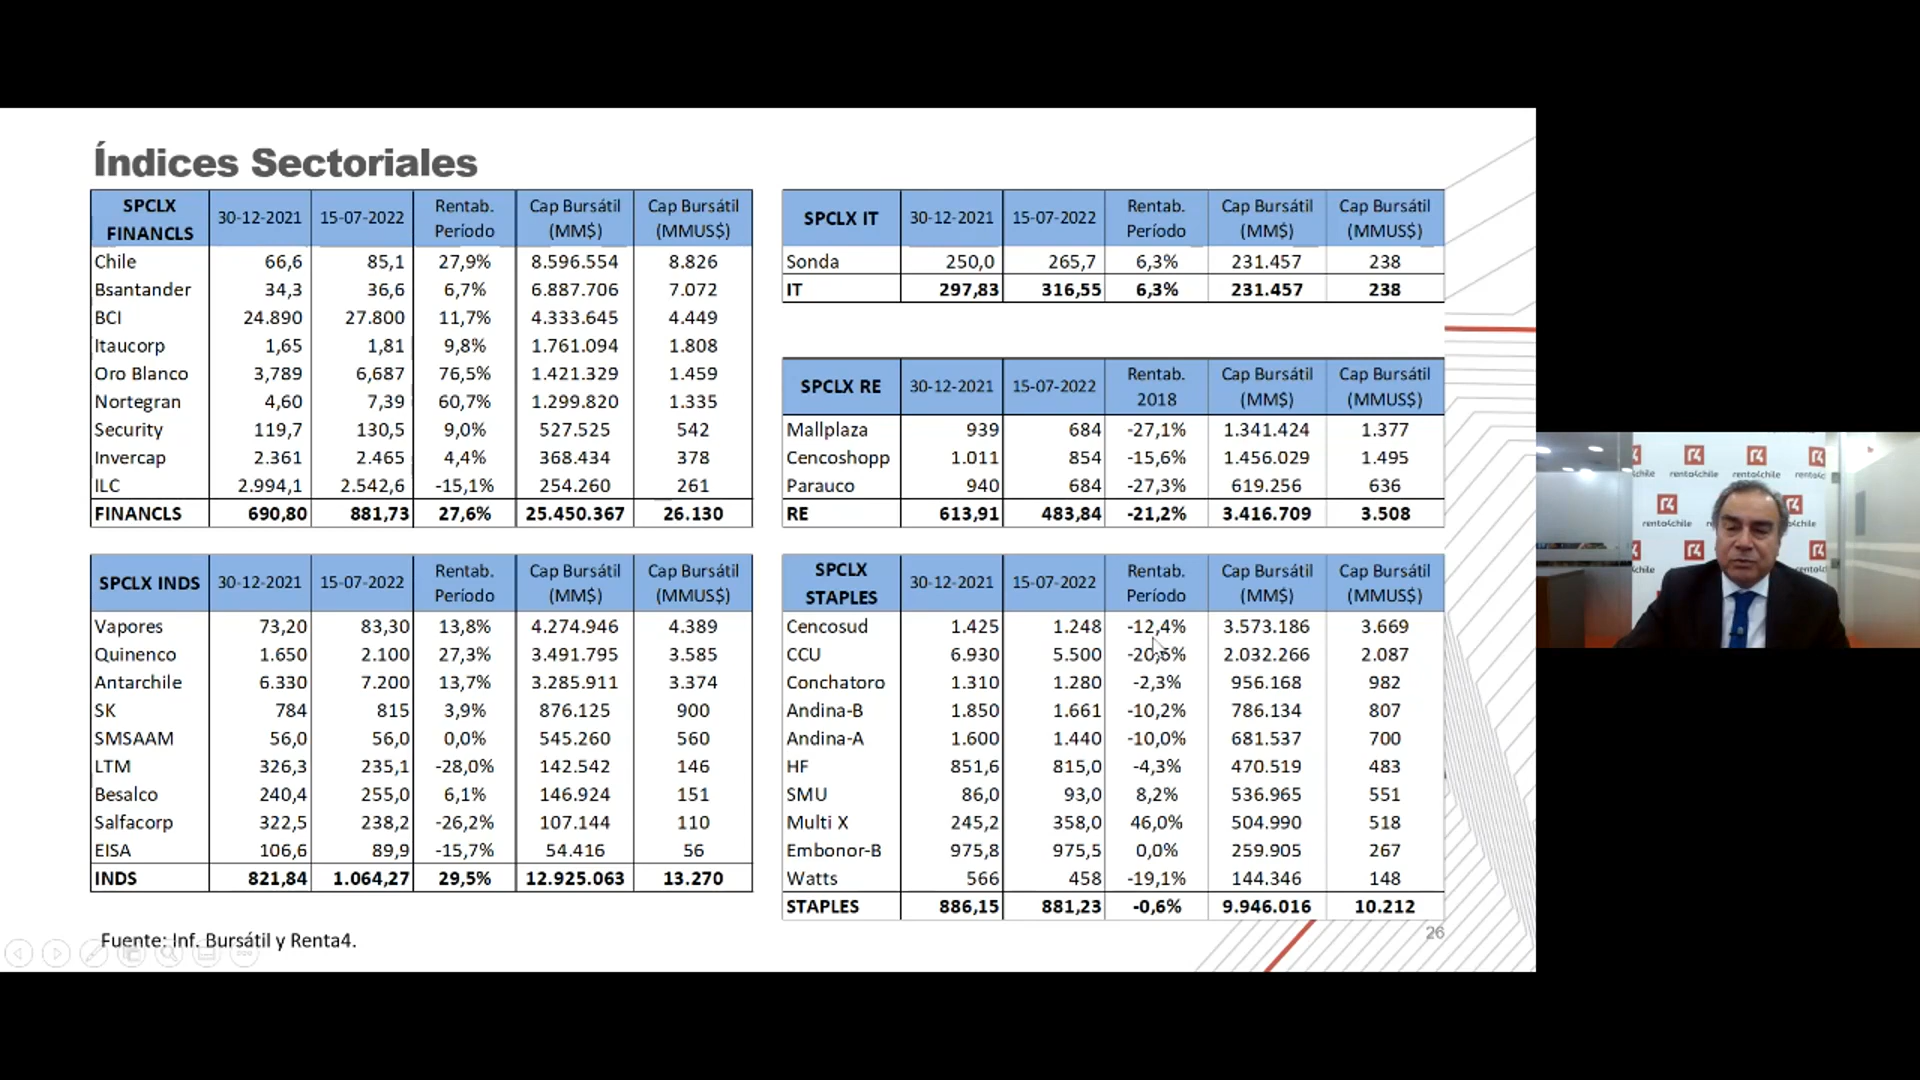 Índices Sectoriales
SPCLX FINANCLS 30-12-2021 15-07-2022 Rentab. Período Cap Bursátil (MM$) Cap Bursátil (MMUS$)
Chile 66,6 85,1 27,9% 8.596.554 8.826
Bsantander 34,3 36,6 6,7% 6.887.706 7.072
BCI 24.890 27.800 11,7% 4.333.645 4.449
Itaucorp 1,65 1,81 9,8% 1.761.094 1.808
Oro Blanco 3,789 6,687 76,5% 1.421.329 1.459
Nortegran 4,60 7,39 60,7% 1.299.820 1.335
Security 119,7 130,5 9,0% 527.525 542
Invercap 2.361 2.465 4,4% 368.434 378
ILC 2.994,1 2.542,6 -15,1% 254.260 261
FINANCLS 690,80 881,73 27,6% 25.450.367 26.130
SPCLX INDS 30-12-2021 15-07-2022 Rentab. Período Cap Bursátil (MM$) Cap Bursátil (MMUS$)
Vapores 73,20 83,30 13,8% 4.274.946 4.389
Quinenco 1.650 2.100 27,3% 3.491.795 3.585
Antarchile 6.330 7.200 13,7% 3.285.911 3.374
SK 784 815 3,9% 876.125 900
SMSAAM 56,0 56,0 0,0% 545.260 560
LTM 326,3 235,1 -28,0% 142.542 146
Besalco 240,4 255,0 6,1% 146.924 151
Salfacorp 322,5 238,2 -26,2% 107.144 110
EISA 106,6 89,9 -15,7% 54.416 56
INDS 821,84 1.064,27 29,5% 12.925.063 13.270
Fuente: Inf. Bursátil y Renta4.
SPCLX IT 30-12-2021 15-07-2022 Rentab. Período Cap Bursátil (MM$) Cap Bursátil (MMUS$)
Sonda 250,0 265,7 6,3% 231.457 238
IT 297,83 316,55 6,3% 231.457 238
SPCLX RE 30-12-2021 15-07-2022 Rentab. 2018 Cap Bursátil (MM$) Cap Bursátil (MMUS$)
Mallplaza 939 684 -27,1% 1.341.424 1.377
Cencoshopp 1.011 854 -15,6% 1.456.029 1.495
Parauco 940 684 -27,3% 619.256 636
RE 613,91 483,84 -21,2% 3.416.709 3.508
SPCLX STAPLES 30-12-2021 15-07-2022 Rentab. Período Cap Bursátil (MM$) Cap Bursátil (MMUS$)
Cencosud 1.425 1.248 -12,4% 3.573.186 3.669
CCU 6.930 5.500 -20,6% 2.032.266 2.087
Conchatoro 1.310 1.280 -2,3% 956.168 982
Andina-B 1.850 1.661 -10,2% 786.134 807
Andina-A 1.600 1.440 -10,0% 681.537 700
HF 851,6 815,0 -4,3% 470.519 483
SMU 86,0 93,0 8,2% 536.965 551
Multi X 245,2 358,0 46,0% 504.990 518
Embonor-B 975,8 975,5 0,0% 259.905 267
Watts 566 458 -19,1% 144.346 148
STAPLES 886,15 881,23 -0,6% 9.946.016 10.212
26
renta4chile renta4chile
renta4chile